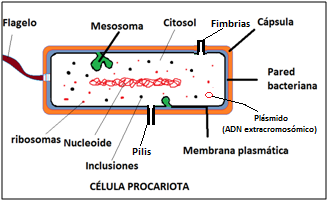 Flagelo
Mesosoma
Citosol
Fimbrias
Cápsula
Pared
bacteriana
Plásmido
(ADN extracromosómico)
Membrana plasmática
Pilis
Inclusiones
Nucleoide
ribosomas
CÉLULA PROCARIOTA